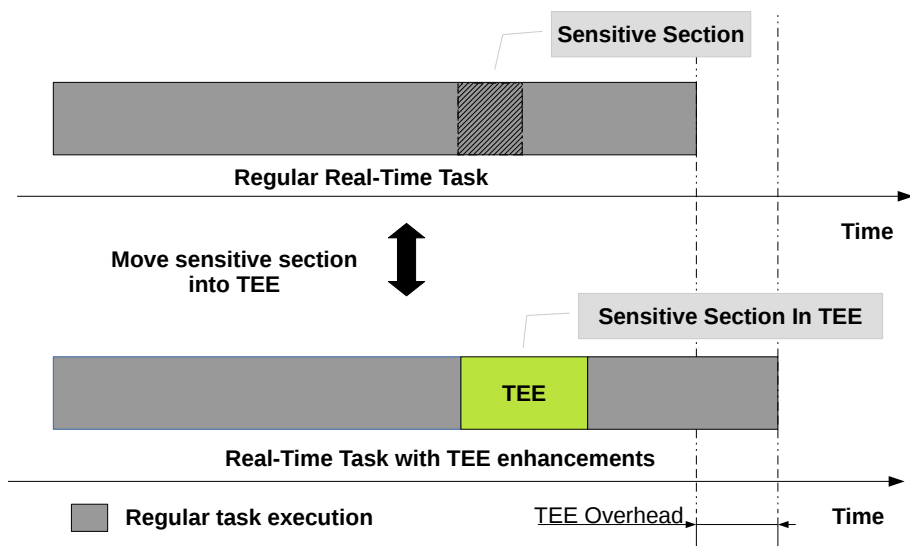 Sensitive Section
Regular Real-Time Task
Time
Move sensitive section
into TEE
Sensitive Section In TEE
TEE
Real-Time Task with TEE enhancements
Regular task execution
TEE Overhead
Time